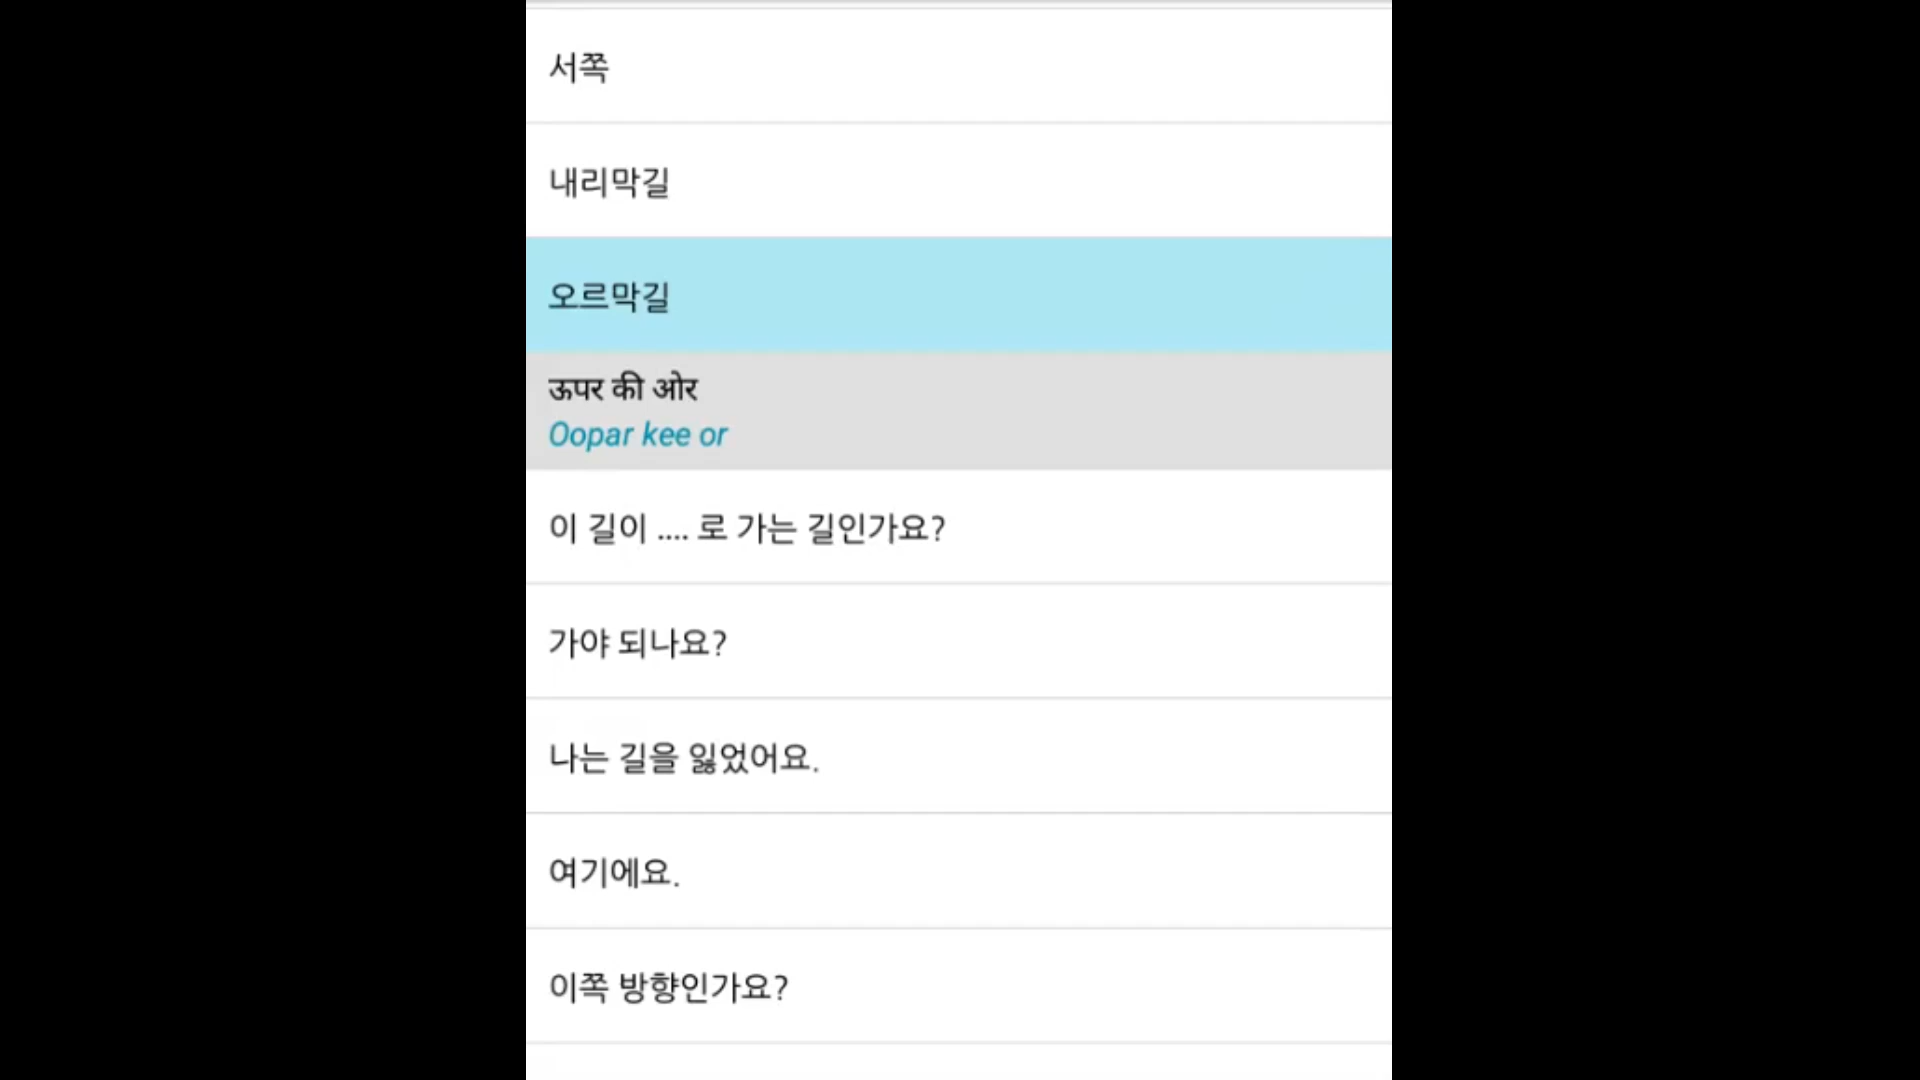 서쪽
내리막길
오르막길
ऊपर की ओर
Oopar kee or
이 길이 .... 로 가는 길인가요?
가야 되나요?
나는 길을 잃었어요.
여기에요.
이쪽 방향인가요?